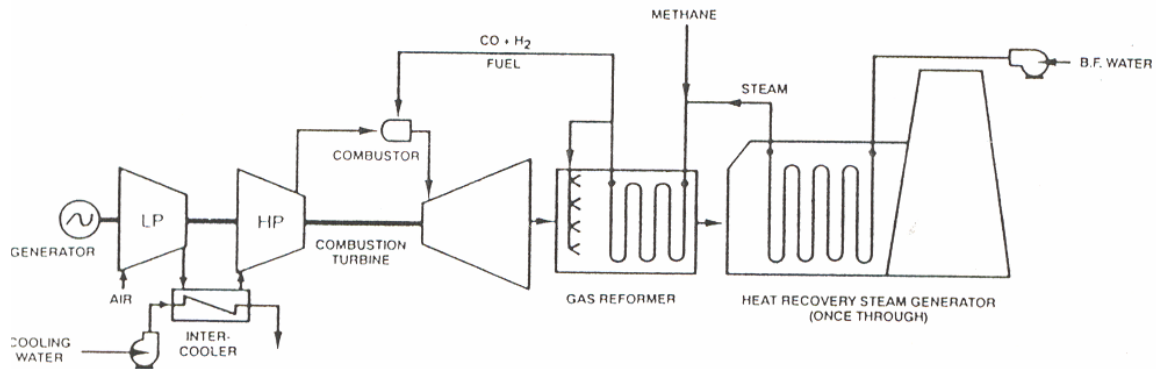 METHANE
CO + H2
FUEL
STEAM
B.F. WATER
COMBUSTOR
LP
HP
GENERATOR
COMBUSTION
TURBINE
AIR
GAS REFORMER
HEAT RECOVERY STEAM GENERATOR
(ONCE THROUGH)
INTER-
COOLER
COOLING
WATER